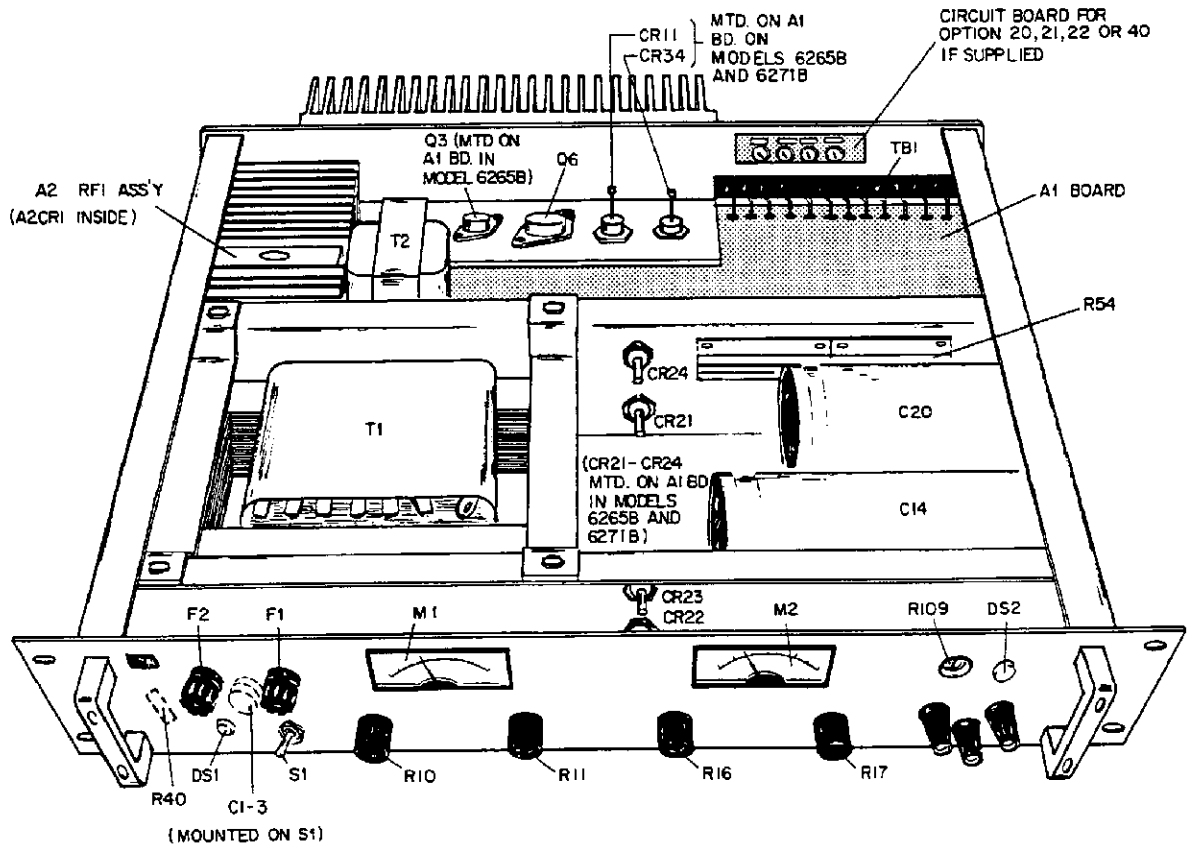 CR11
CR34
MTD. ON A1
BD. ON
MODELS 6265B
AND 6271B
CIRCUIT BOARD FOR
OPTION 20, 21, 22 OR 40
IF SUPPLIED
Q3 (MTD ON
A1 BD. IN
MODEL 6265B)
Q6
TB1
A2 RFI ASS'Y
(A2CR1 INSIDE)
A1 BOARD
T2
R54
CR24
CR21
C20
T1
(CR21-CR24
MTD. ON A1 BD
IN MODELS
6265B AND
6271B)
C14
CR23
CR22
F2
F1
M1
M2
R109
DS2
R40
DS1
C1-3
(MOUNTED ON S1)
S1
R10
R11
R16
R17